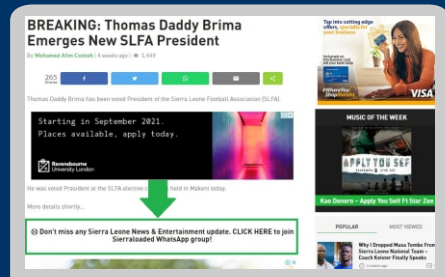 BREAKING: Thomas Daddy Brima
Emerges New SLFA President
By Mohamed Alim Conteh | 4 weeks ago | 3,449
265
Shares
Thomas Daddy Brima has been voted President of the Sierra Leone Football Association (SLFA).
Starting in September 2021.
Places available, apply today.
Ravensbourne
University London
He was voted President at the SLFA elective held in Makeni today.
More details shortly...
Don't miss any Sierra Leone News & Entertainment update. CLICK HERE to join
Sierraloaded WhatsApp group!
Tap into cutting edge
offers, specially for
your business
VISA
MUSIC OF THE WEEK
APPLY YOU SEF
Kao Denero – Apply You Self Ft Star Zee
POPULAR
MOST VIEWED
Why I Dropped Musa Tombo From
Sierra Leone National Team –
Coach Keister Finally Speaks